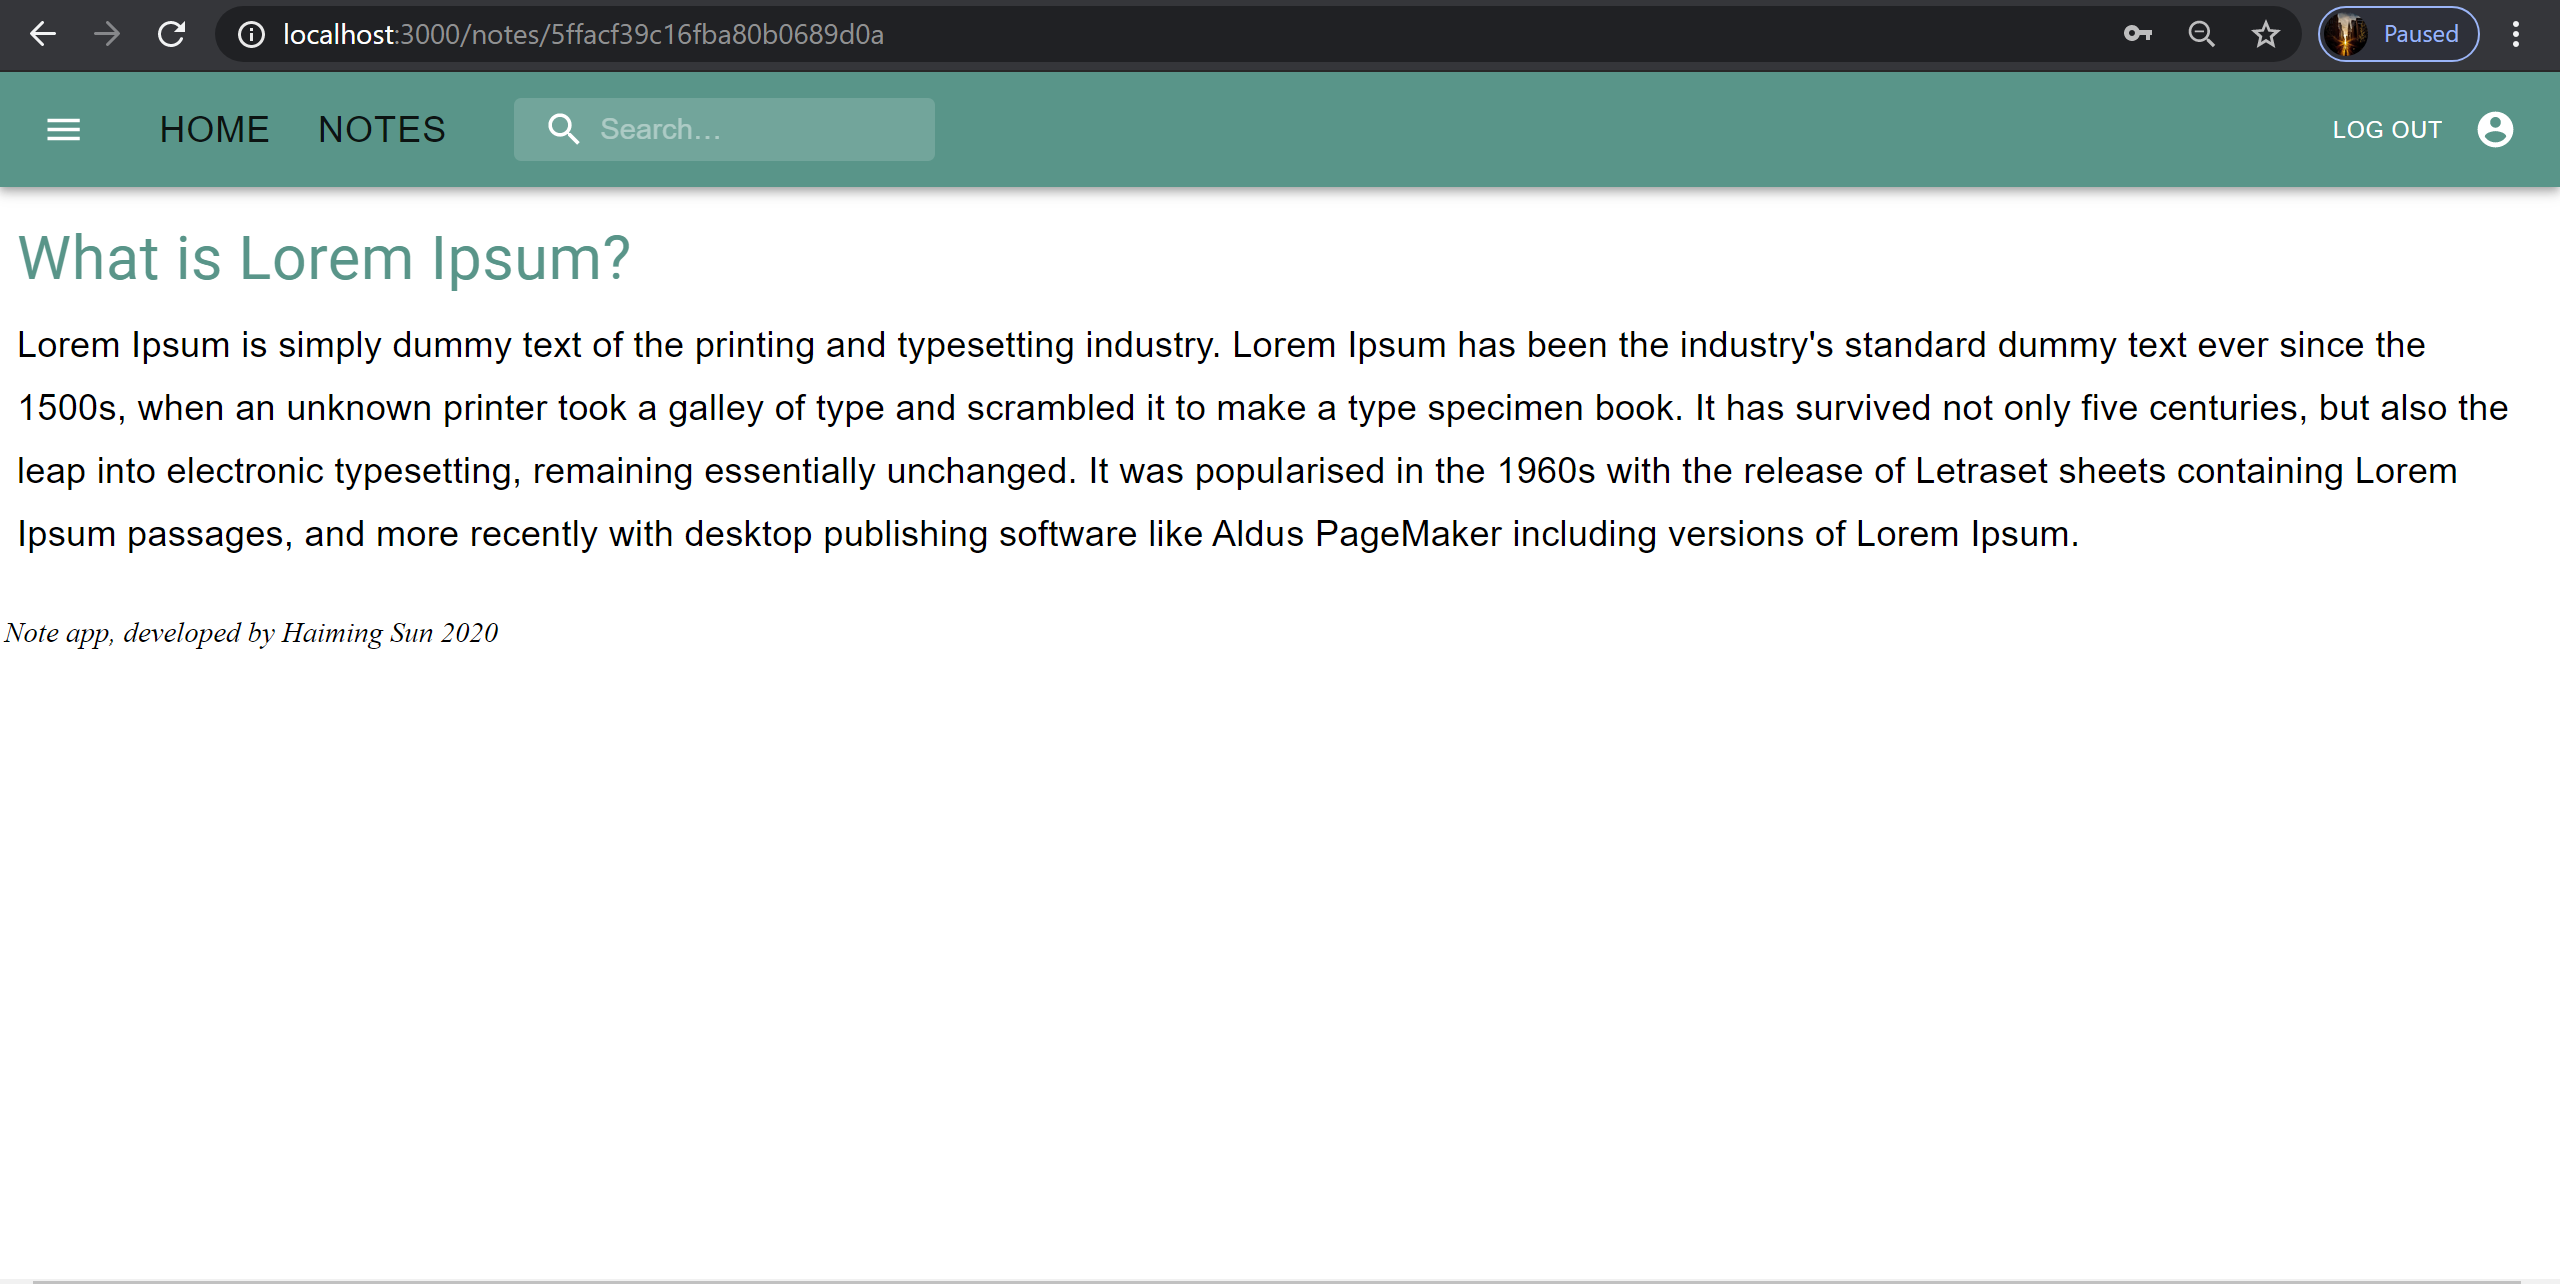 localhost:3000/notes/5ffacf39c16fba80b0689d0a
Paused
HOME NOTES Search... LOG OUT
What is Lorem Ipsum?
Lorem Ipsum is simply dummy text of the printing and typesetting industry. Lorem Ipsum has been the industry's standard dummy text ever since the
1500s, when an unknown printer took a galley of type and scrambled it to make a type specimen book. It has survived not only five centuries, but also the
leap into electronic typesetting, remaining essentially unchanged. It was popularised in the 1960s with the release of Letraset sheets containing Lorem
Ipsum passages, and more recently with desktop publishing software like Aldus PageMaker including versions of Lorem Ipsum.
Note app, developed by Haiming Sun 2020